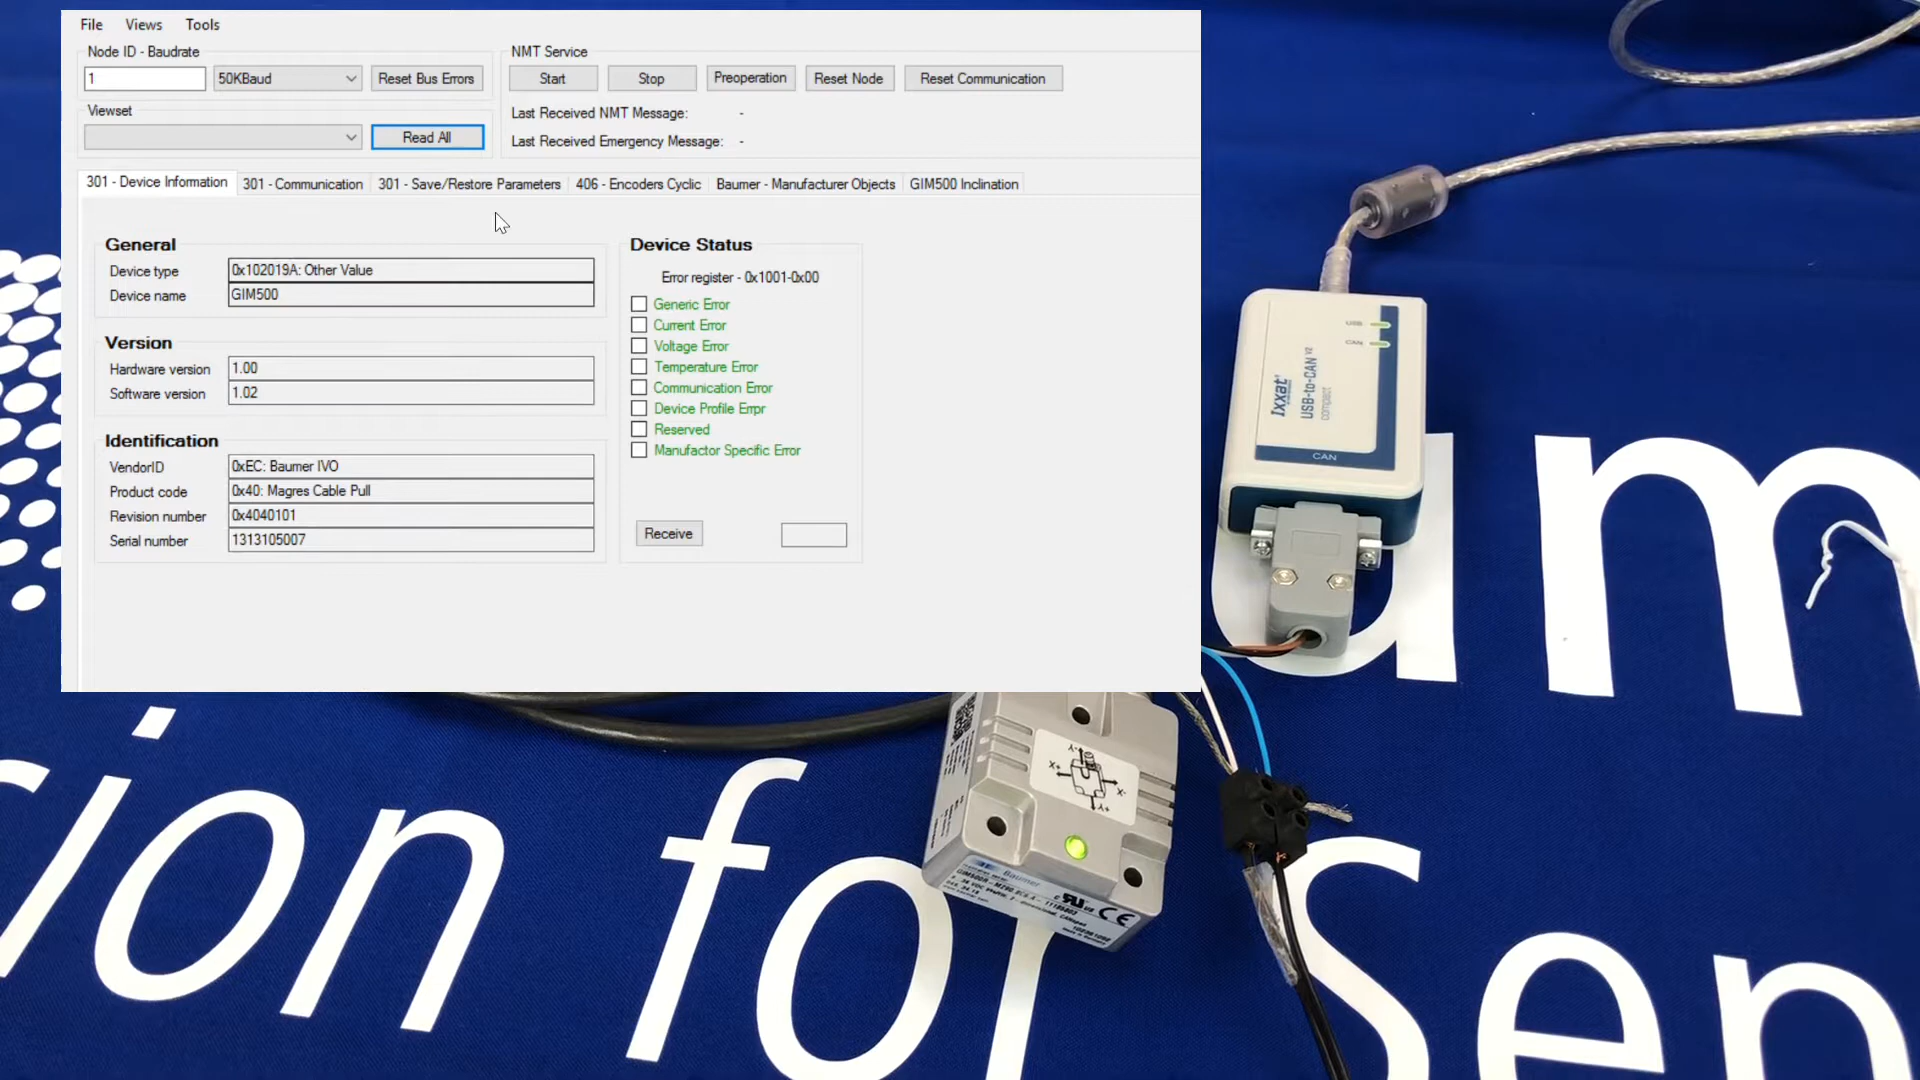 File Views Tools
Node ID - Baudrate
1 50KBaud Reset Bus Errors
Viewset
Read All
NMT Service
Start Stop Preoperation Reset Node Reset Communication
Last Received NMT Message: -
Last Received Emergency Message: -
301 - Device Information 301 - Communication 301 - Save/Restore Parameters 406 - Encoders Cyclic Baumer - Manufacturer Objects GIM500 Inclination
General
Device type 0x102019A: Other Value
Device name GIM500
Version
Hardware version 1.00
Software version 1.02
Identification
VendorID 0xEC: Baumer IVO
Product code 0x40: Magres Cable Pull
Revision number 0x4040101
Serial number 1313105007
Device Status
Error register - 0x1001-0x00
Generic Error
Current Error
Voltage Error
Temperature Error
Communication Error
Device Profile Errpr
Reserved
Manufactor Specific Error
Receive
USB
CAN
Ixxat
USB-to-CAN V2
compact
CAN
um
Y-
X+
X-
Y+
Baumer
CE
ion for Sen